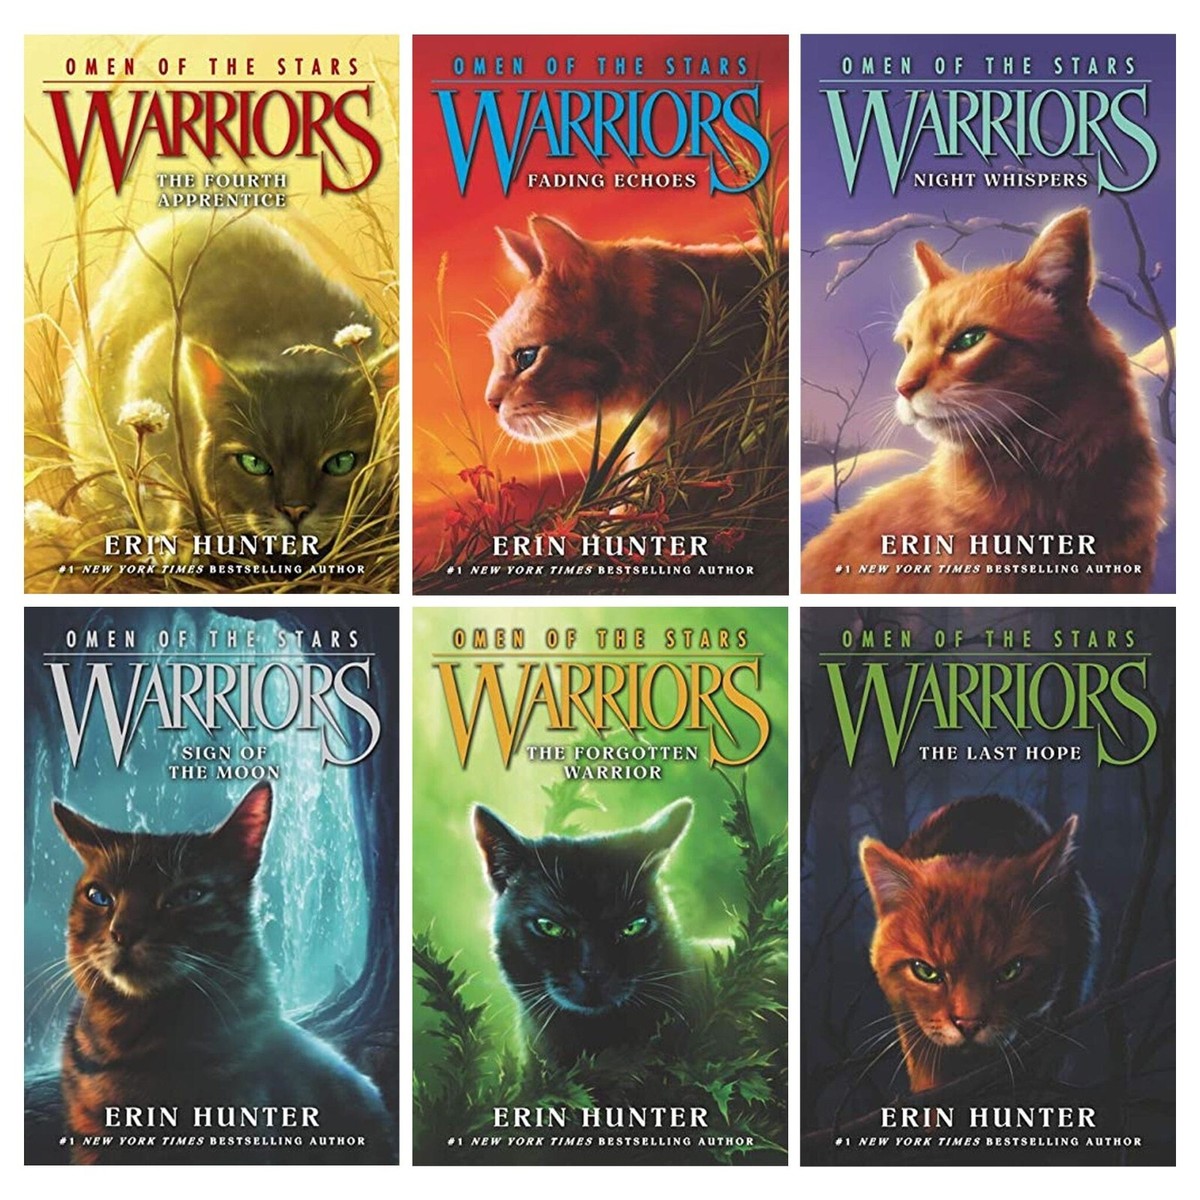 OMEN OF THE STARS
WARRIORS
THE FOURTH
APPRENTICE
ERIN HUNTER
#1 NEW YORK TIMES BESTSELLING AUTHOR
OMEN OF THE STARS
WARRIORS
FADING ECHOES
ERIN HUNTER
#1 NEW YORK TIMES BESTSELLING AUTHOR
OMEN OF THE STARS
WARRIORS
NIGHT WHISPERS
ERIN HUNTER
#1 NEW YORK TIMES BESTSELLING AUTHOR
OMEN OF THE STARS
WARRIORS
SIGN OF
THE MOON
ERIN HUNTER
#1 NEW YORK TIMES BESTSELLING AUTHOR
OMEN OF THE STARS
WARRIORS
THE FORGOTTEN
WARRIOR
ERIN HUNTER
#1 NEW YORK TIMES BESTSELLING AUTHOR
OMEN OF THE STARS
WARRIORS
THE LAST HOPE
ERIN HUNTER
#1 NEW YORK TIMES BESTSELLING AUTHOR